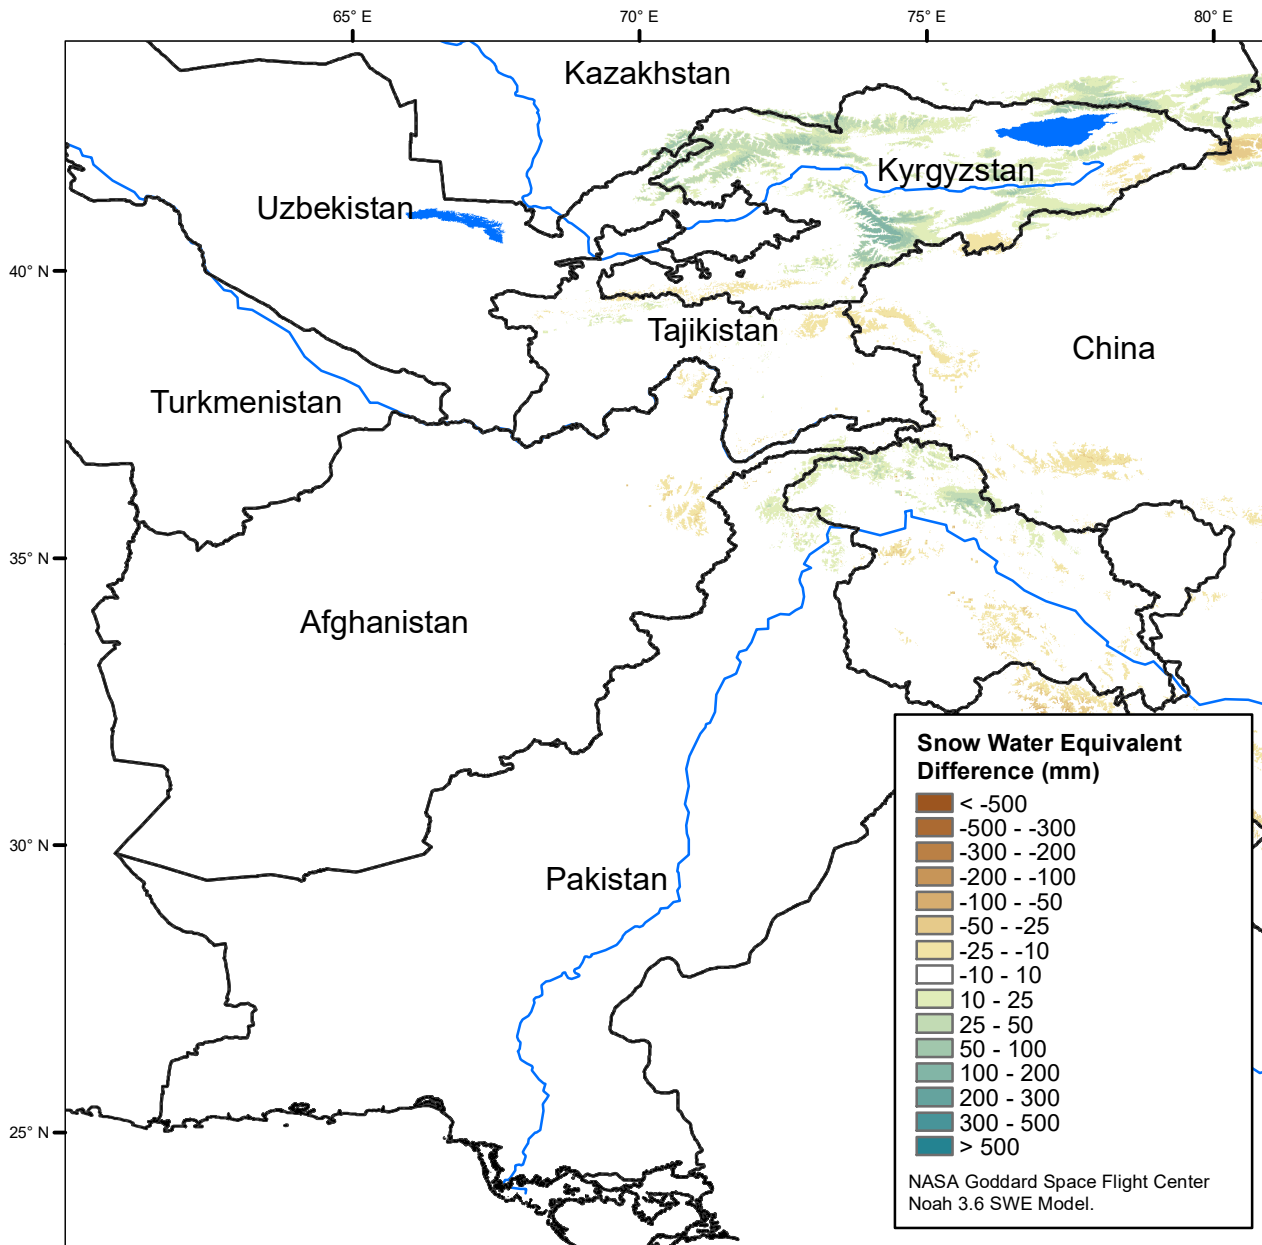 65° E
70° E
75° E
80° E
Kazakhstan
Kyrgyzstan
Uzbekistan
40° N
Tajikistan
China
Turkmenistan
35° N
Afghanistan
30° N
Pakistan
25° N
Snow Water Equivalent
Difference (mm)
< -500
-500 - -300
-300 - -200
-200 - -100
-100 - -50
-50 - -25
-25 - -10
-10 - 10
10 - 25
25 - 50
50 - 100
100 - 200
200 - 300
300 - 500
> 500
NASA Goddard Space Flight Center
Noah 3.6 SWE Model.